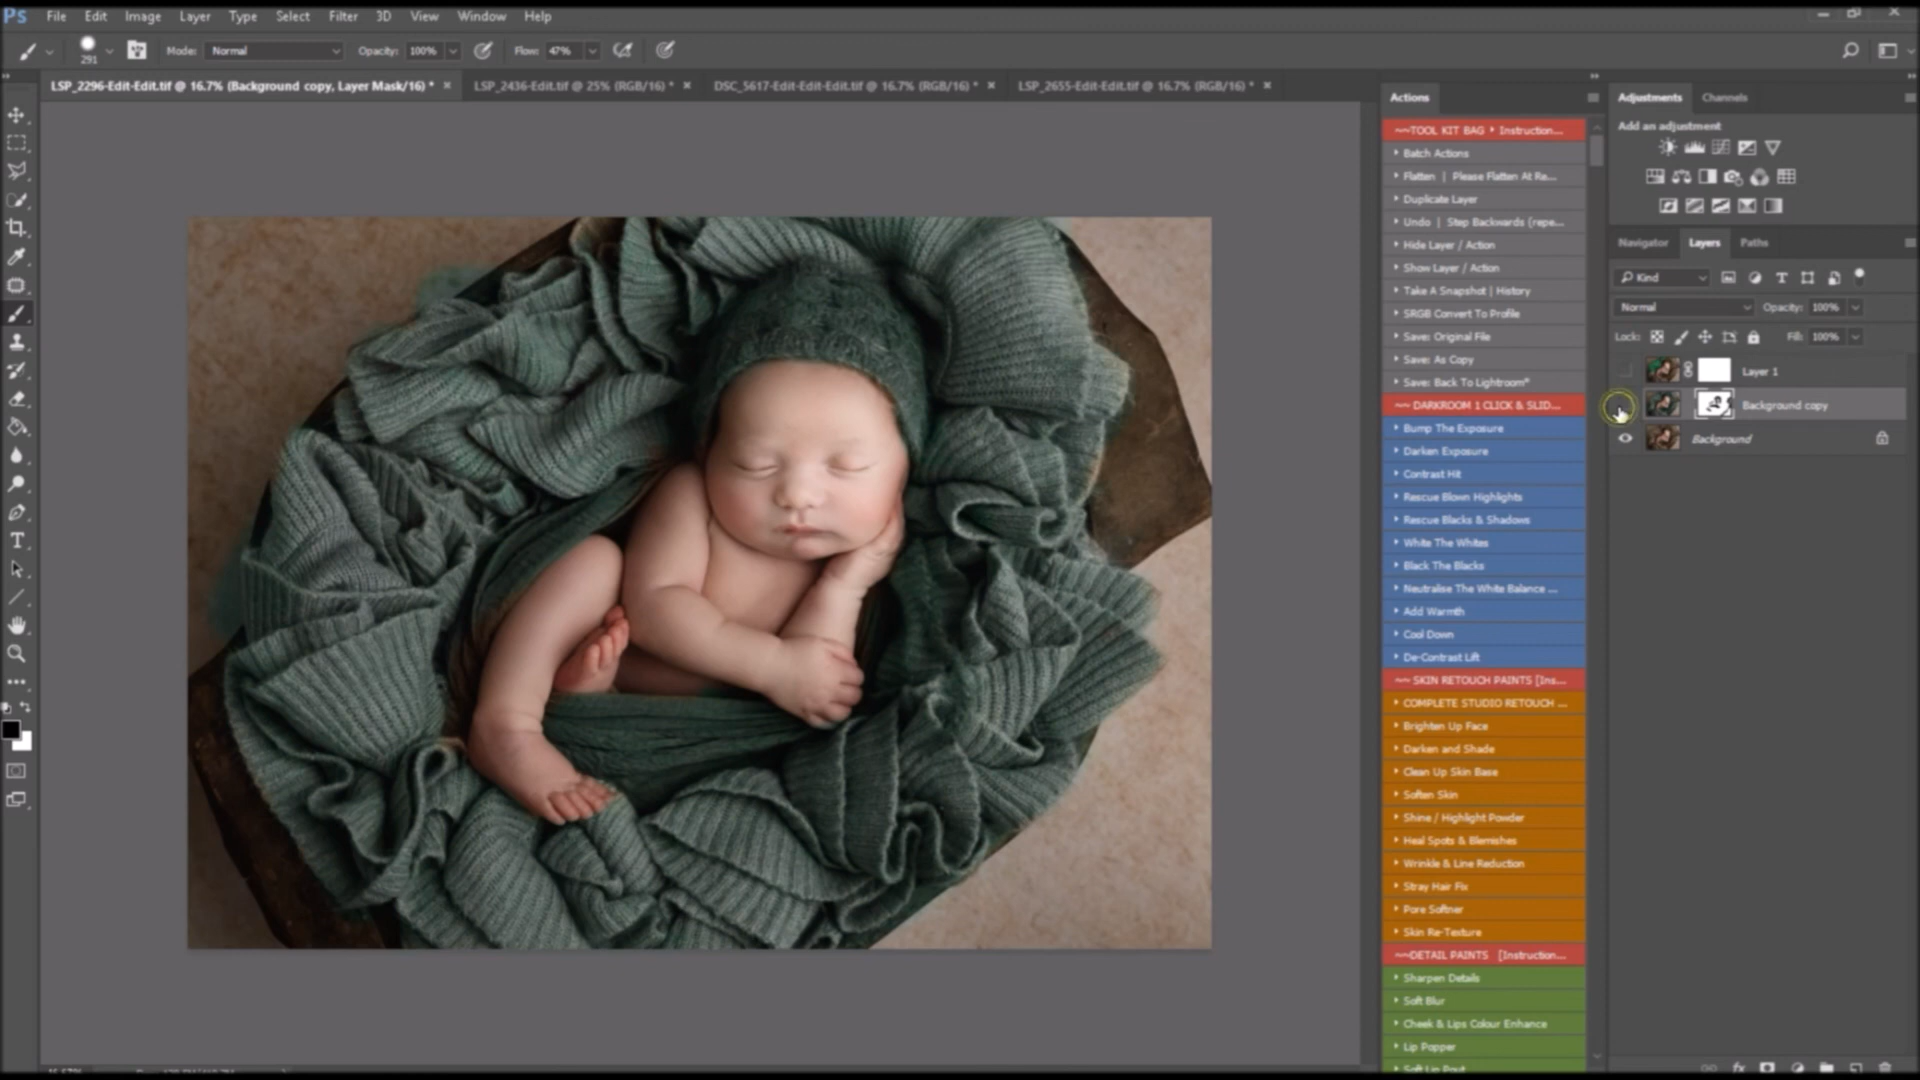 Ps File Edit Image Layer Type Select Filter 3D View Window Help
291 Mode: Normal Opacity: 100% Flow: 47%
LSP_2296-Edit-Edit.tif @ 16.7% (Background copy, Layer Mask/16) * LSP_2436-Edit.tif @ 25% (RGB/16) * DSC_5617-Edit-Edit-Edit.tif @ 16.7% (RGB/16) * LSP_2655-Edit-Edit.tif @ 16.7% (RGB/16) *
Actions
~~TOOL KIT BAG Instruction...
Batch Actions
Flatten | Please Flatten At Re...
Duplicate Layer
Undo | Step Backwards (repe...
Hide Layer / Action
Show Layer / Action
Take A Snapshot | History
SRGB Convert To Profile
Save: Original File
Save: As Copy
Save: Back To Lightroom*
~~ DARKROOM 1 CLICK & SLID...
Bump The Exposure
Darken Exposure
Contrast Hit
Rescue Blown Highlights
Rescue Blacks & Shadows
White The Whites
Black The Blacks
Neutralise The White Balance ...
Add Warmth
Cool Down
De-Contrast Lift
~~ SKIN RETOUCH PAINTS [Ins...
COMPLETE STUDIO RETOUCH ...
Brighten Up Face
Darken and Shade
Clean Up Skin Base
Soften Skin
Shine / Highlight Powder
Heal Spots & Blemishes
Wrinkle & Line Reduction
Stray Hair Fix
Pore Softner
Skin Re-Texture
~~DETAIL PAINTS [Instruction...
Sharpen Details
Soft Blur
Cheek & Lips Colour Enhance
Lip Popper
Soft Lip Pout
Adjustments Channels
Add an adjustment
Navigator Layers Paths
Kind
Normal Opacity: 100%
Lock: Fill: 100%
Layer 1
Background copy
Background